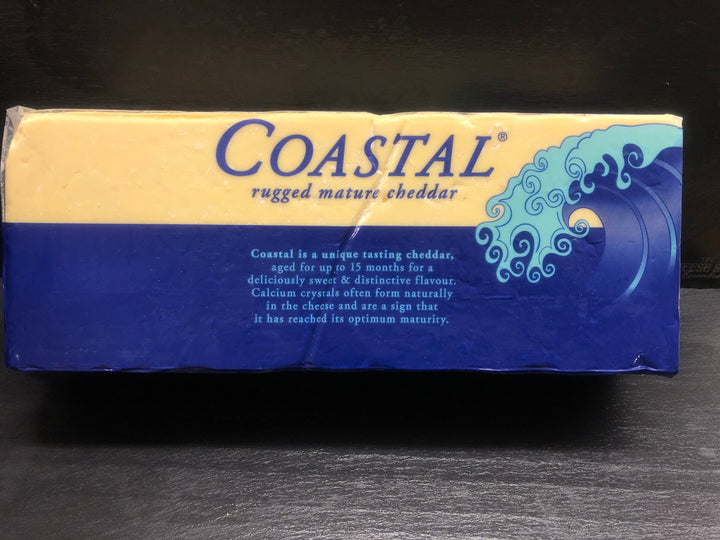 COASTAL®
rugged mature cheddar
Coastal is a unique tasting cheddar,
aged for up to 15 months for a
deliciously sweet & distinctive flavour.
Calcium crystals often form naturally
in the cheese and are a sign that
it has reached its optimum maturity.